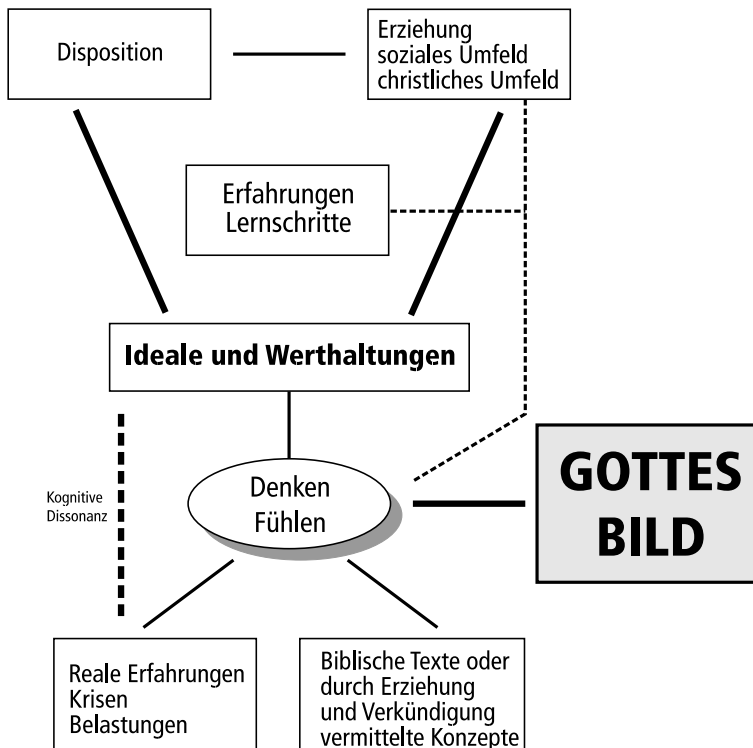 Disposition
Erziehung
soziales Umfeld
christliches Umfeld
Erfahrungen
Lernschritte
Ideale und Werthaltungen
Kognitive
Dissonanz
Denken
Fühlen
GOTTES
BILD
Reale Erfahrungen
Krisen
Belastungen
Biblische Texte oder
durch Erziehung
und Verkündigung
vermittelte Konzepte